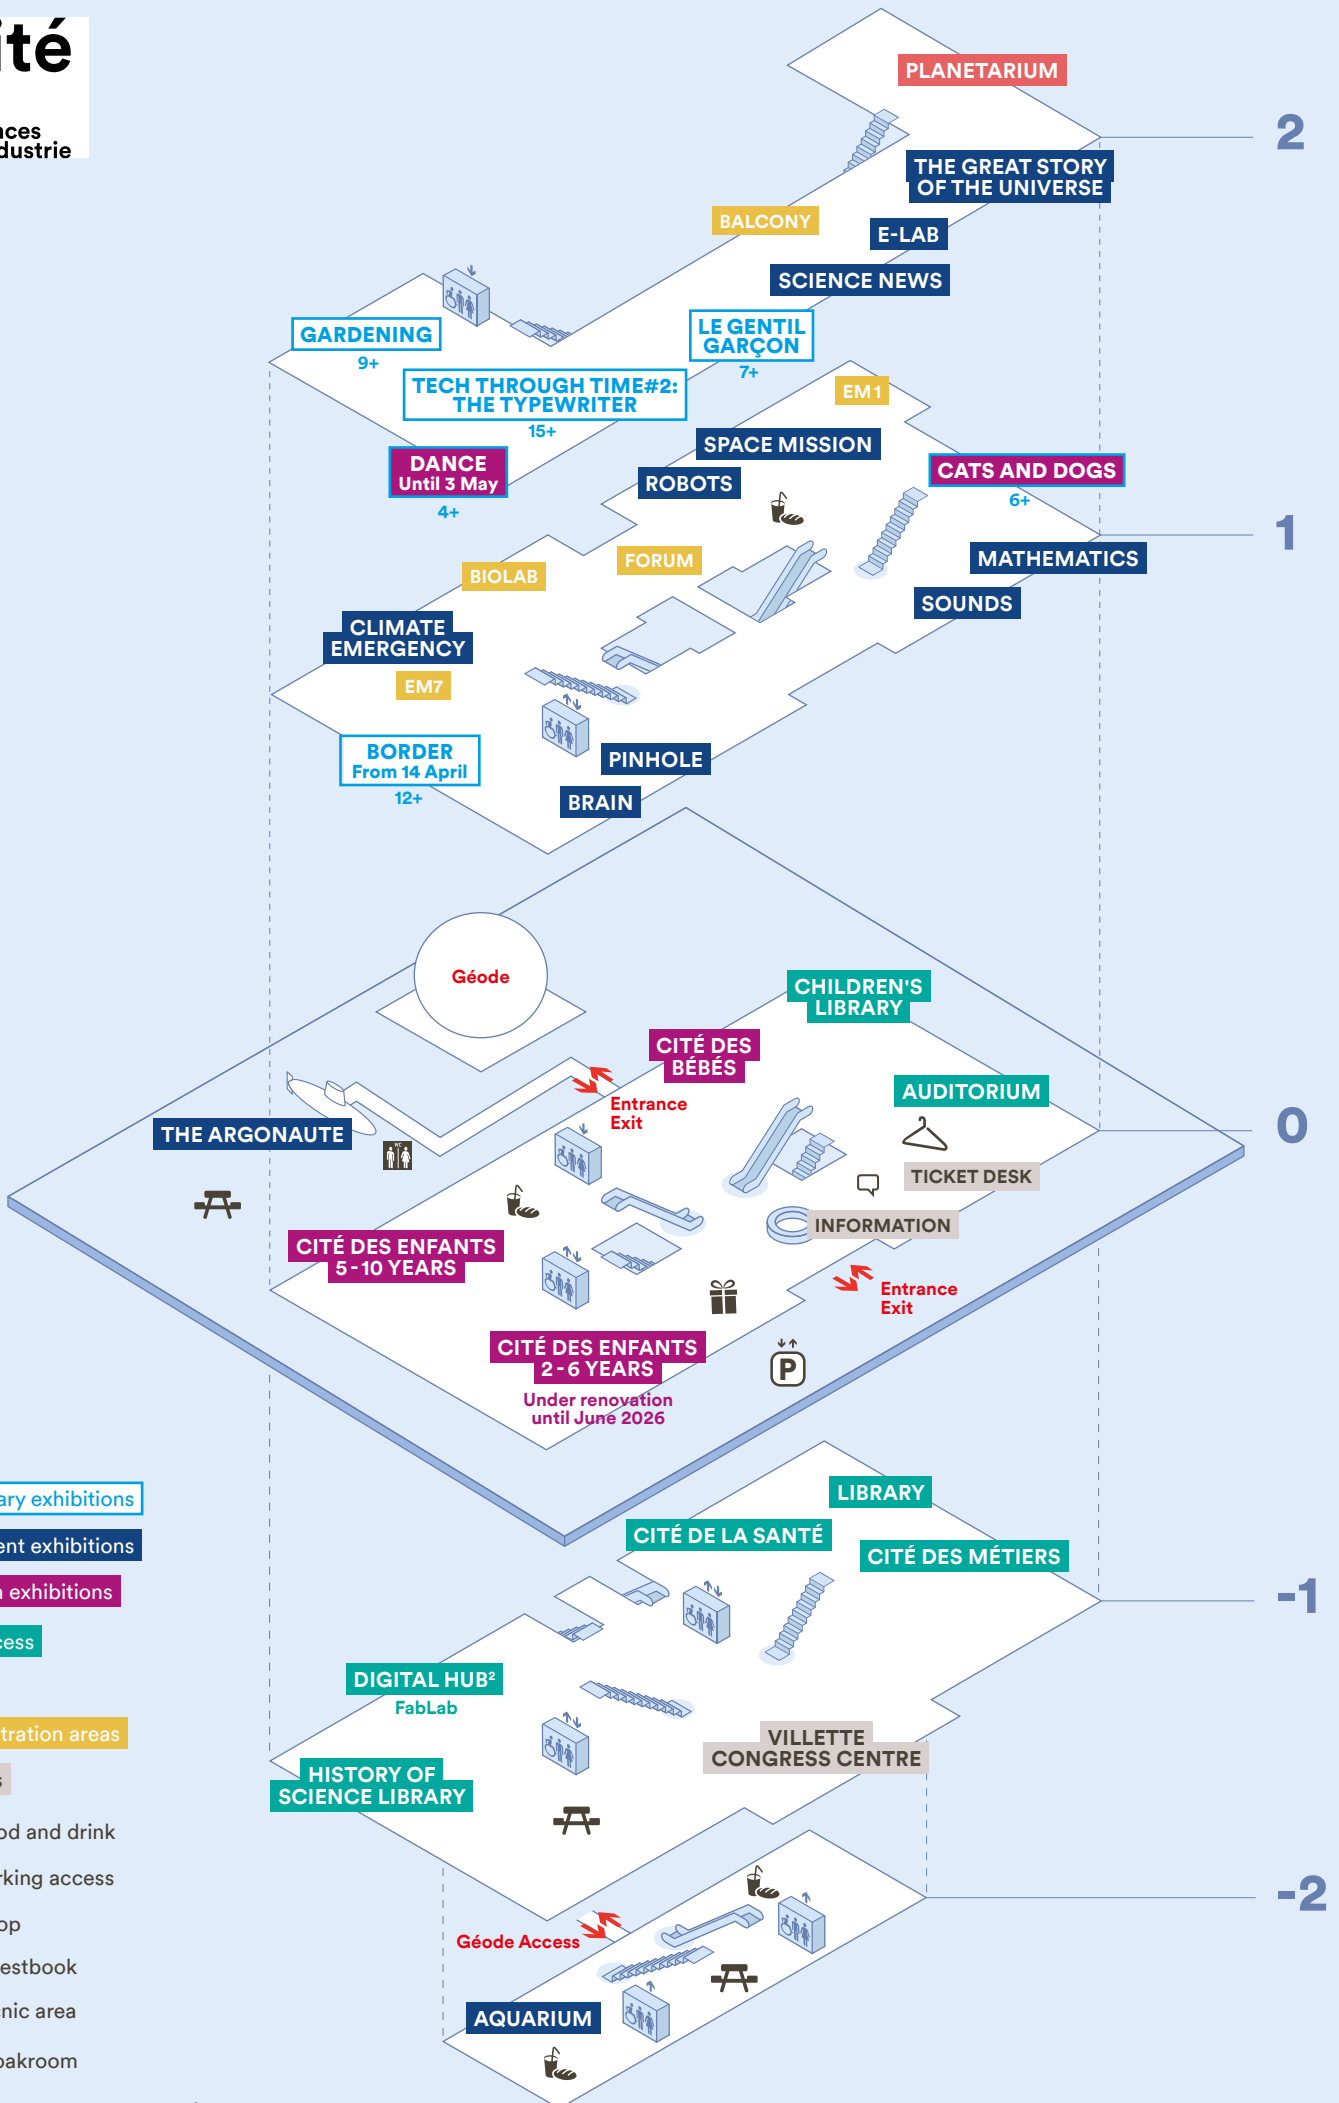 ité
nces
dustrie
PLANETARIUM
2
THE GREAT STORY
OF THE UNIVERSE
BALCONY
E-LAB
SCIENCE NEWS
GARDENING
9+
LE GENTIL
GARÇON
7+
TECH THROUGH TIME#2:
THE TYPEWRITER
15+
DANCE
Until 3 May
4+
EM1
SPACE MISSION
ROBOTS
CATS AND DOGS
6+
1
MATHEMATICS
FORUM
BIOLAB
SOUNDS
CLIMATE
EMERGENCY
EM7
BORDER
From 14 April
12+
PINHOLE
BRAIN
Géode
CHILDREN'S
LIBRARY
CITÉ DES
BÉBÉS
Entrance
Exit
AUDITORIUM
0
THE ARGONAUTE
WC
TICKET DESK
INFORMATION
CITÉ DES ENFANTS
5-10 YEARS
Entrance
Exit
CITÉ DES ENFANTS
2-6 YEARS
Under renovation
until June 2026
P
LIBRARY
CITÉ DE LA SANTÉ
CITÉ DES MÉTIERS
-1
DIGITAL HUB²
FabLab
VILLETTE
CONGRESS CENTRE
HISTORY OF
SCIENCE LIBRARY
-2
Géode Access
AQUARIUM
ary exhibitions
ent exhibitions
n exhibitions
cess
tration areas
s
od and drink
rking access
op
estbook
cnic area
oakroom